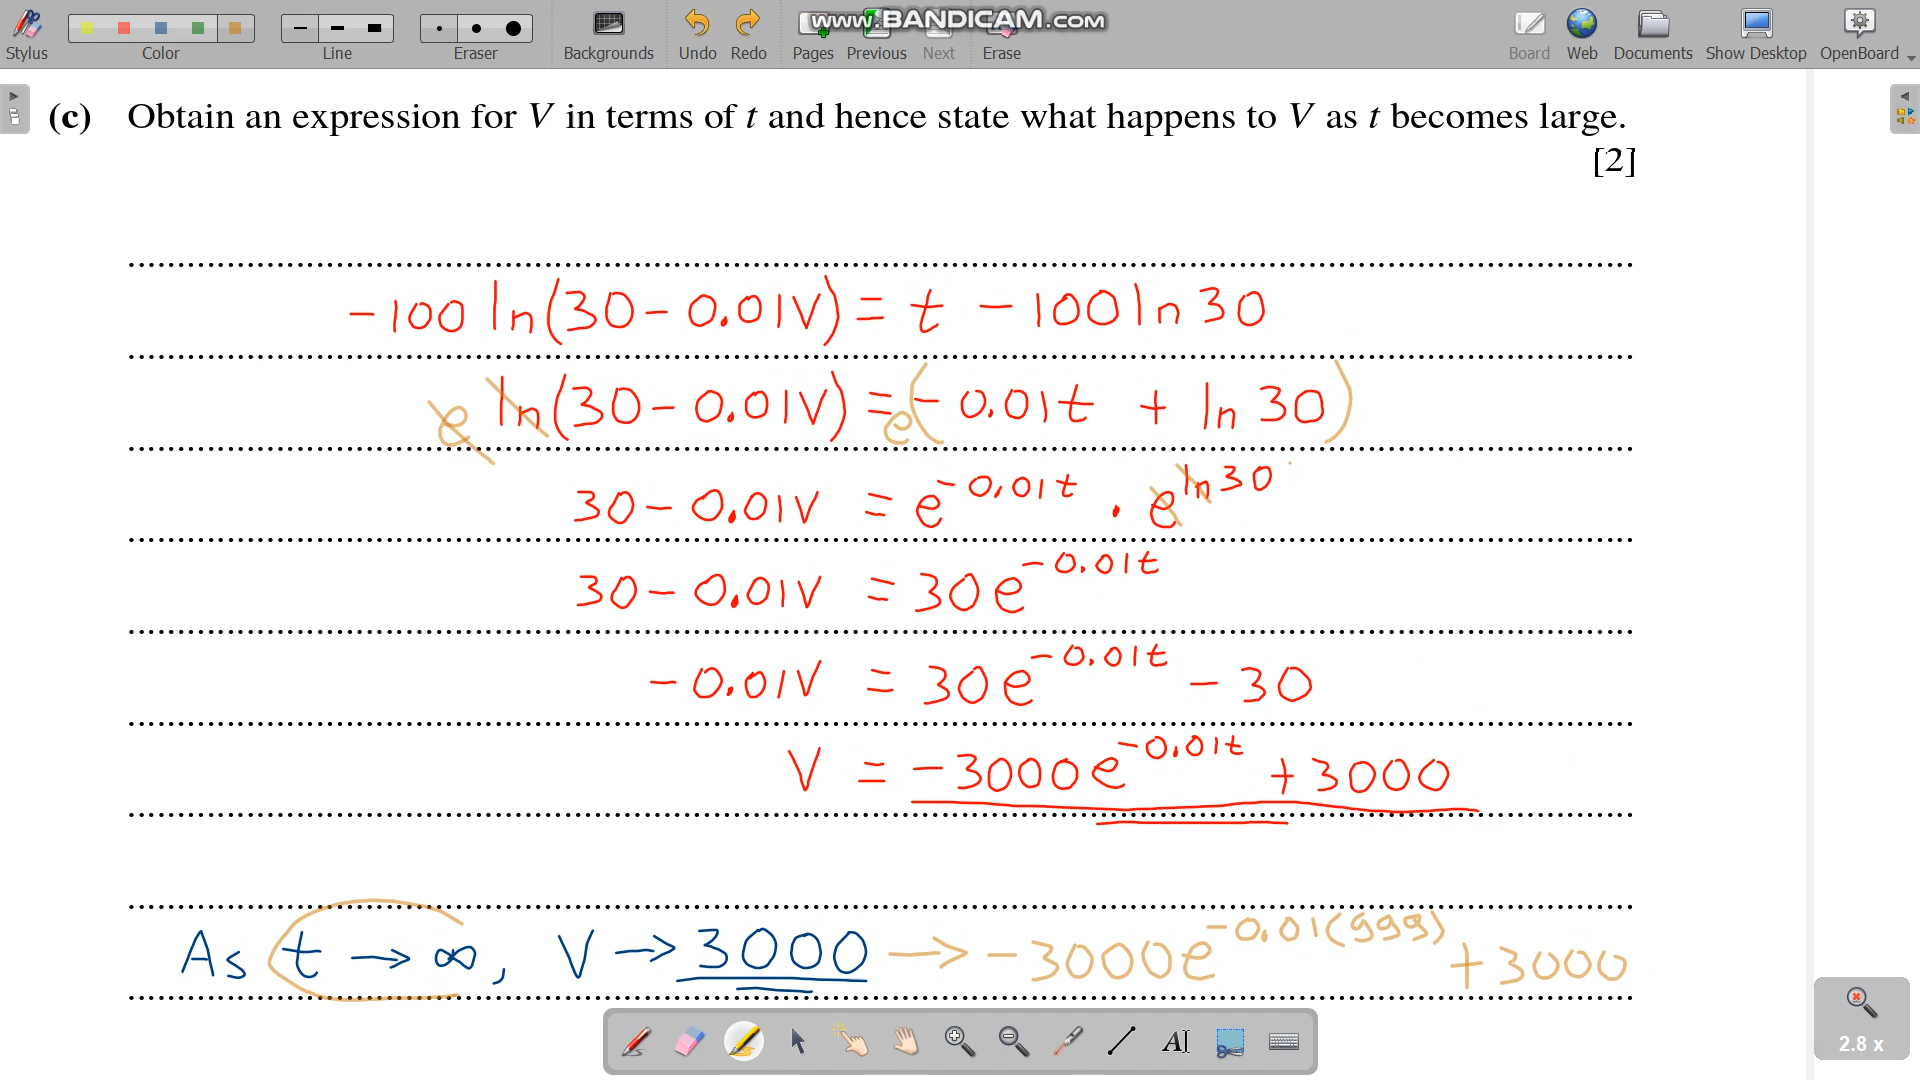 www.BANDICAM.com
Stylus Color Line Eraser Backgrounds Undo Redo Pages Previous Next Erase Board Web Documents Show Desktop OpenBoard
(c) Obtain an expression for V in terms of t and hence state what happens to V as t becomes large.
[2]
-100 ln(30-0.01V) = t - 100 ln 30
e ln(30-0.01V) = e(-0.01t + ln 30)
30-0.01V = e^-0.01t . e^ln30
30-0.01V = 30e^-0.01t
-0.01V = 30e^-0.01t - 30
V = -3000e^-0.01t + 3000
As t → ∞, V → 3000 → -3000e^-0.01(999) + 3000
2.8 x